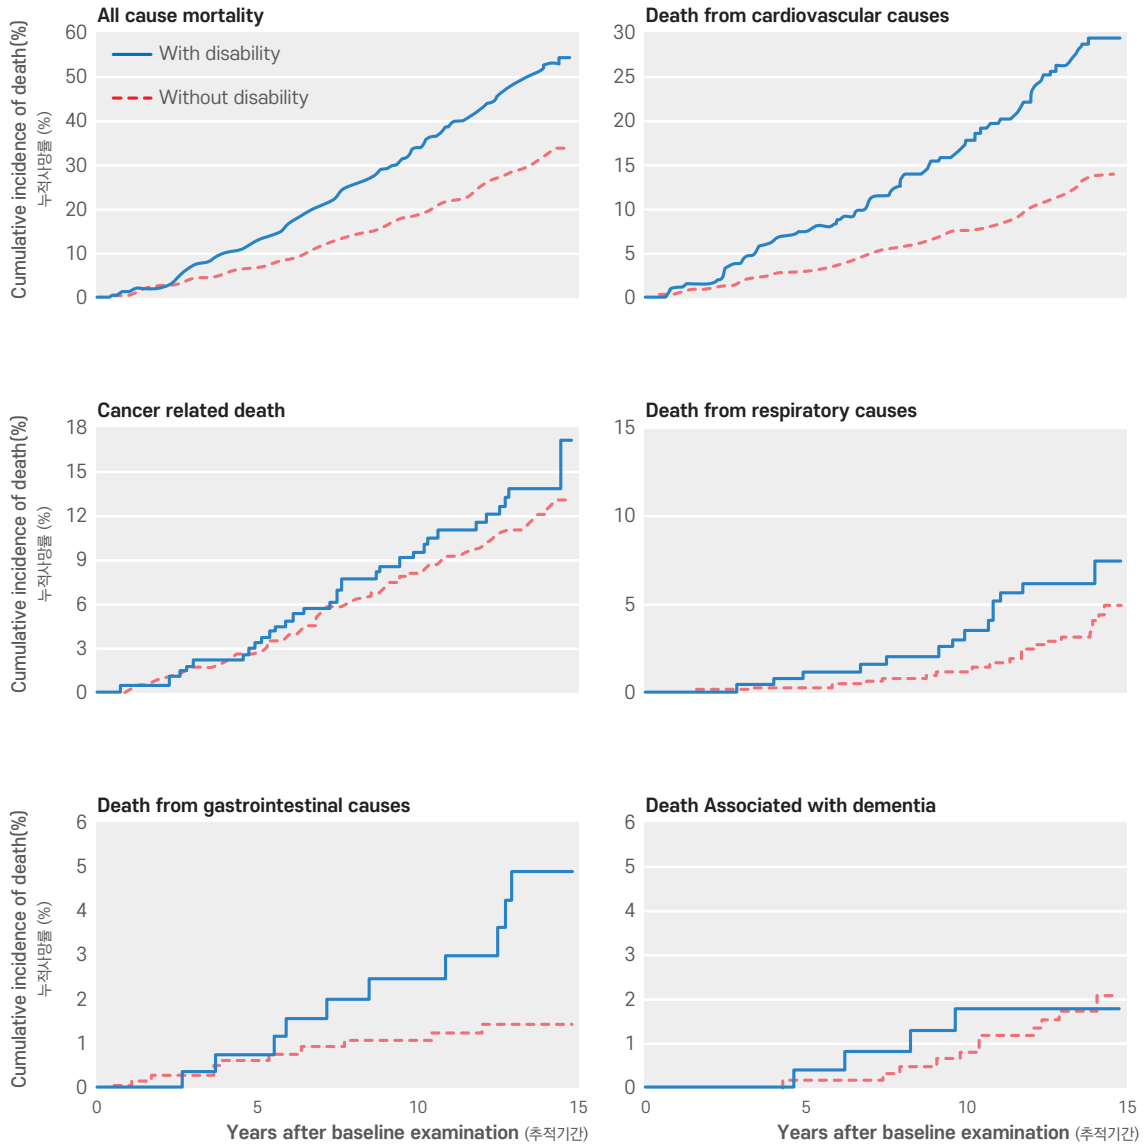 All cause mortality
Cumulative incidence of death(%)
누적사망률 (%)
60
50
40
30
20
10
0
With disability
Without disability
Death from cardiovascular causes
30
25
20
15
10
5
0
Cancer related death
Cumulative incidence of death(%)
누적사망률 (%)
18
15
12
9
6
3
0
Death from respiratory causes
15
10
5
0
Death from gastrointestinal causes
Cumulative incidence of death(%)
누적사망률 (%)
6
5
4
3
2
1
0
0 5 10 15
Years after baseline examination (추적기간)
Death Associated with dementia
6
5
4
3
2
1
0
0 5 10 15
Years after baseline examination (추적기간)